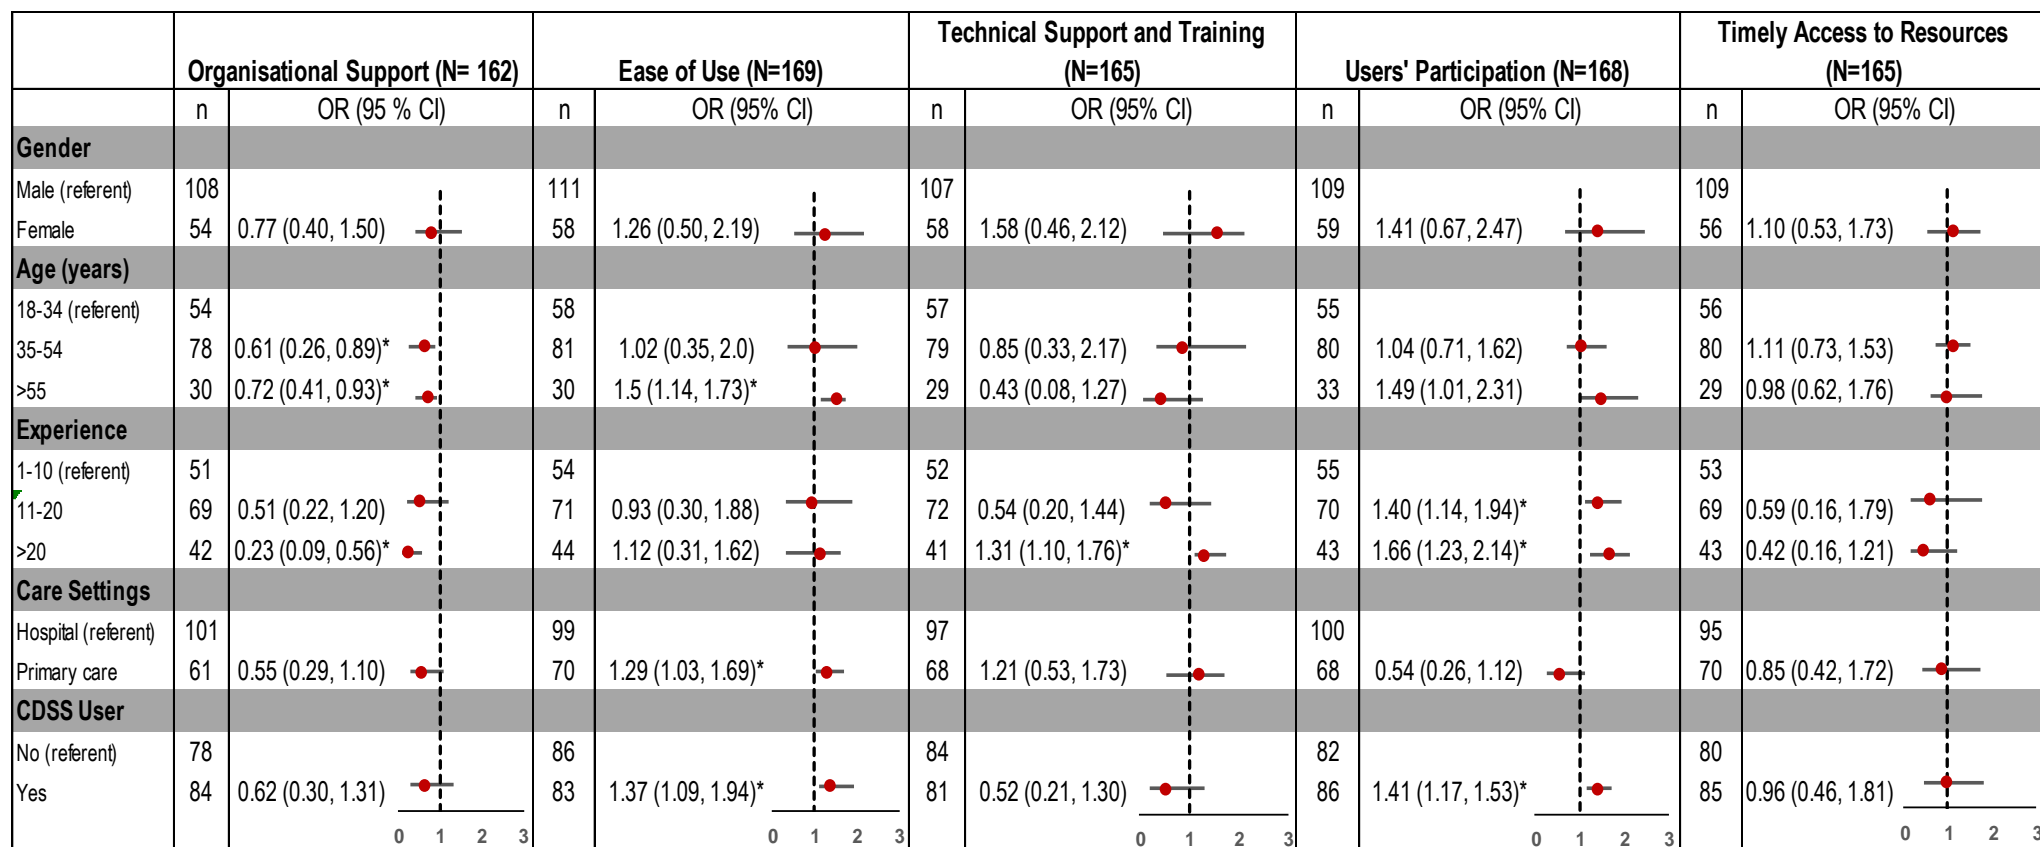 Organisational Support (N= 162) Ease of Use (N=169) Technical Support and Training (N=165) Users' Participation (N=168) Timely Access to Resources (N=165)
n OR (95 % CI) n OR (95% CI) n OR (95% CI) n OR (95% CI) n OR (95% CI)
Gender
Male (referent) 108 111 107 109 109
Female 54 0.77 (0.40, 1.50) 58 1.26 (0.50, 2.19) 58 1.58 (0.46, 2.12) 59 1.41 (0.67, 2.47) 56 1.10 (0.53, 1.73)
Age (years)
18-34 (referent) 54 58 57 55 56
35-54 78 0.61 (0.26, 0.89)* 81 1.02 (0.35, 2.0) 79 0.85 (0.33, 2.17) 80 1.04 (0.71, 1.62) 80 1.11 (0.73, 1.53)
>55 30 0.72 (0.41, 0.93)* 30 1.5 (1.14, 1.73)* 29 0.43 (0.08, 1.27) 33 1.49 (1.01, 2.31) 29 0.98 (0.62, 1.76)
Experience
1-10 (referent) 51 54 52 55 53
11-20 69 0.51 (0.22, 1.20) 71 0.93 (0.30, 1.88) 72 0.54 (0.20, 1.44) 70 1.40 (1.14, 1.94)* 69 0.59 (0.16, 1.79)
>20 42 0.23 (0.09, 0.56)* 44 1.12 (0.31, 1.62) 41 1.31 (1.10, 1.76)* 43 1.66 (1.23, 2.14)* 43 0.42 (0.16, 1.21)
Care Settings
Hospital (referent) 101 99 97 100 95
Primary care 61 0.55 (0.29, 1.10) 70 1.29 (1.03, 1.69)* 68 1.21 (0.53, 1.73) 68 0.54 (0.26, 1.12) 70 0.85 (0.42, 1.72)
CDSS User
No (referent) 78 86 84 82 80
Yes 84 0.62 (0.30, 1.31) 83 1.37 (1.09, 1.94)* 81 0.52 (0.21, 1.30) 86 1.41 (1.17, 1.53)* 85 0.96 (0.46, 1.81)
0 1 2 3 0 1 2 3 0 1 2 3 0 1 2 3 0 1 2 3